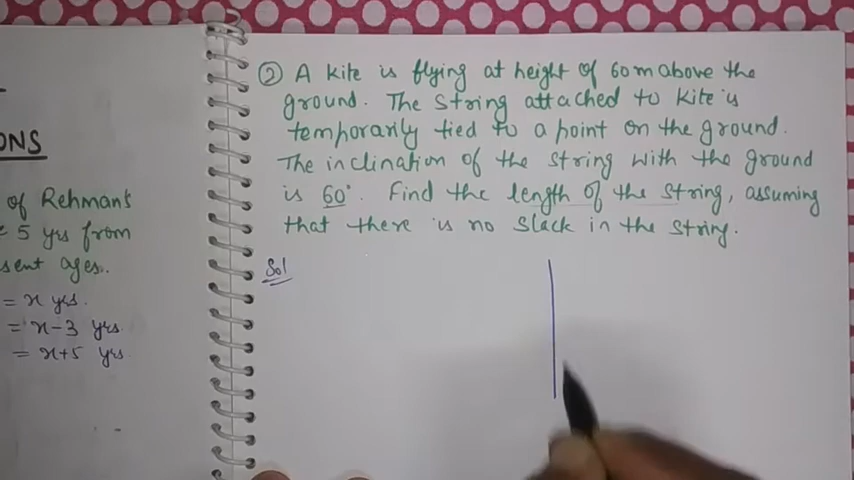 ONS
of Rehman's
5 yrs from
sent ages.
= x yrs.
= x-3 yrs.
= x+5 yrs
② A kite is flying at height of 60m above the
ground. The string attached to kite is
temporarily tied to a point on the ground.
The inclination of the string with the ground
is 60°. Find the length of the string, assuming
that there is no slack in the string.
Sol